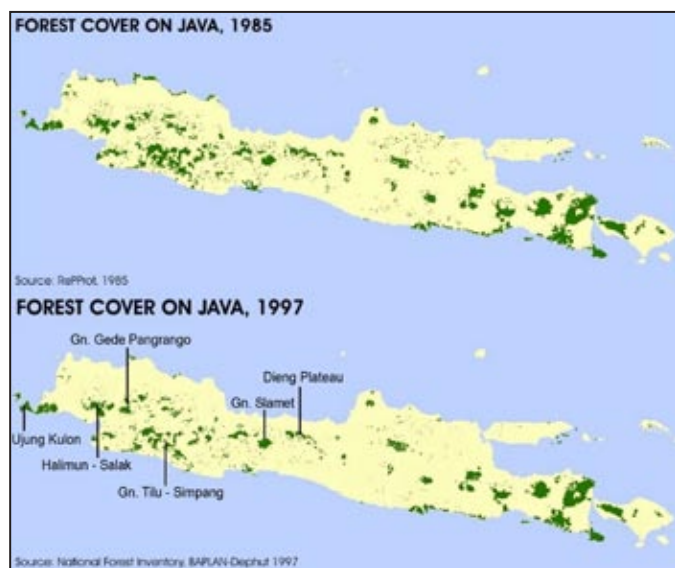 FOREST COVER ON JAVA, 1985
Source: RePProt, 1985
FOREST COVER ON JAVA, 1997
Gn. Gede Pangrango
Dieng Plateau
Gn. Slamet
Ujung Kulon
Halimun - Salak
Gn. Tilu - Simpang
Source: National Forest Inventory, BAPLAN-Dephut 1997